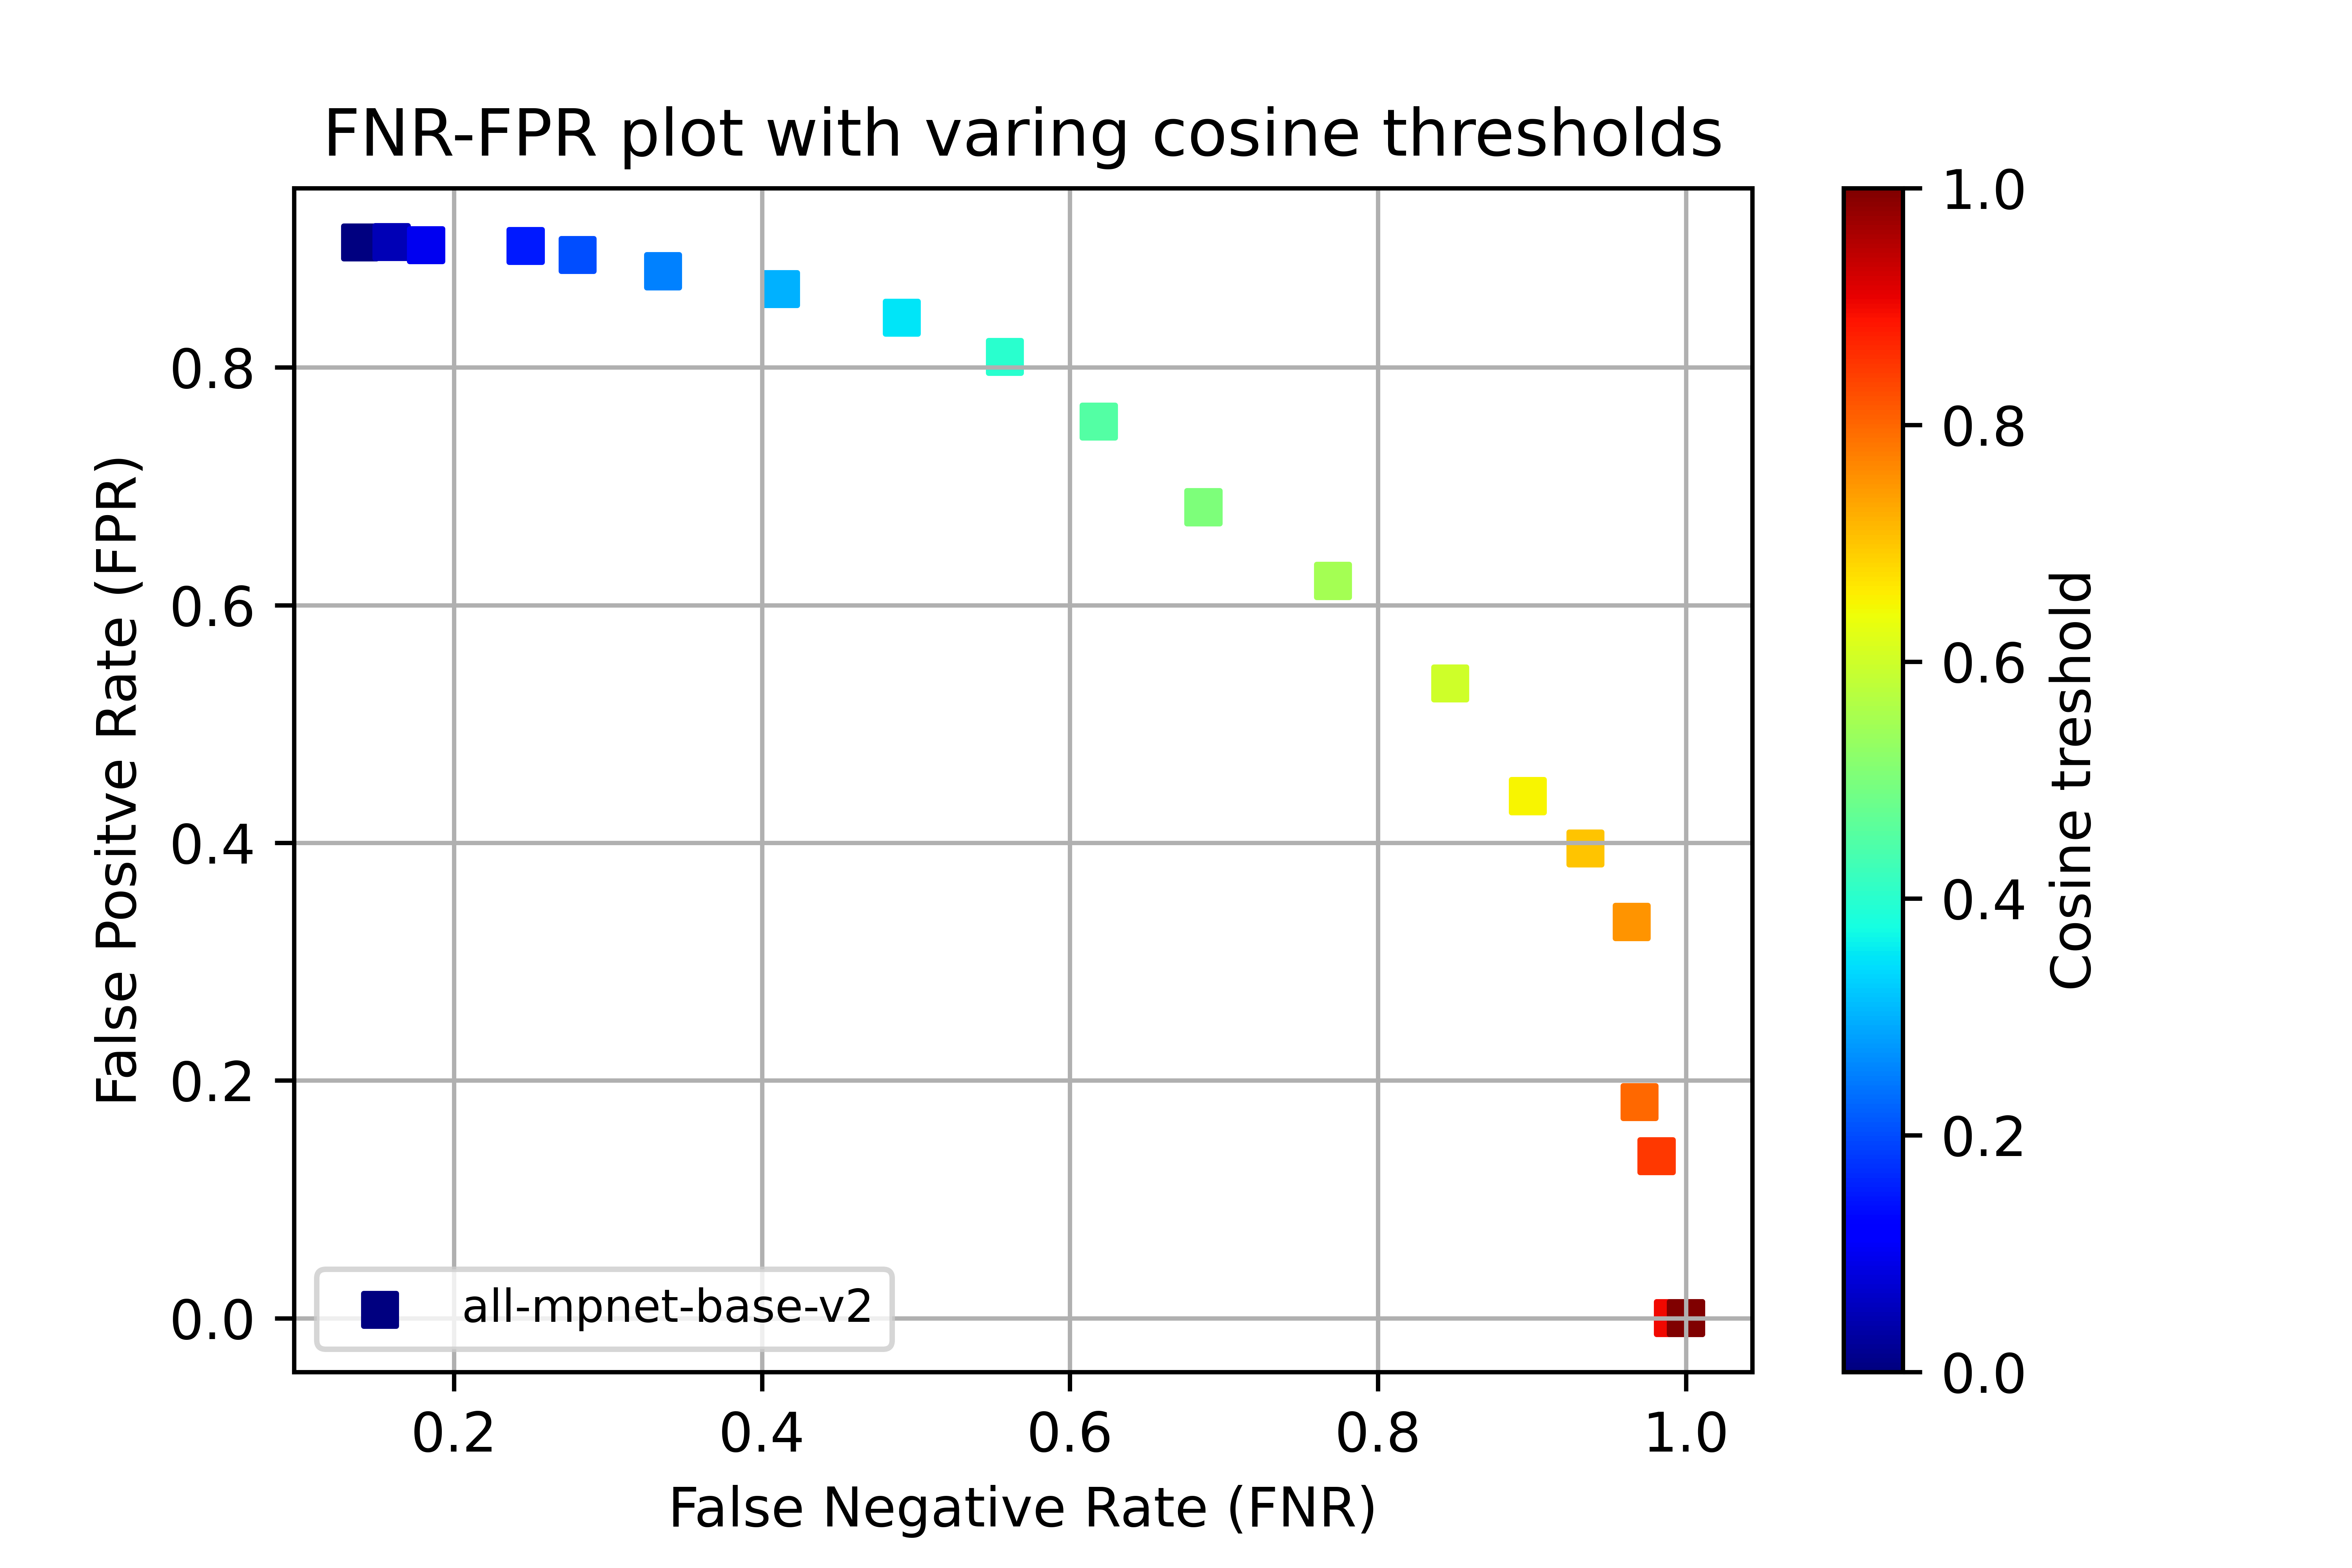 FNR-FPR plot with varing cosine thresholds
1.0
0.8
0.6
0.4
0.2
0.0
Cosine treshold
False Positve Rate (FPR)
0.8
0.6
0.4
0.2
0.0
all-mpnet-base-v2
0.2 0.4 0.6 0.8 1.0
False Negative Rate (FNR)